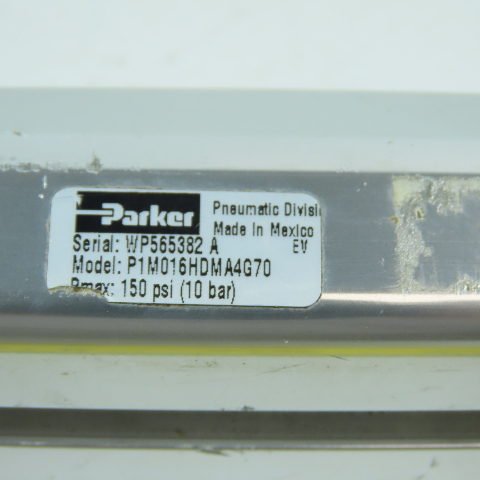 Parker Pneumatic Divisi
Made In Mexico
Serial: WP565382 A EV
Model: P1M016HDMA4G70
Pmax: 150 psi (10 bar)